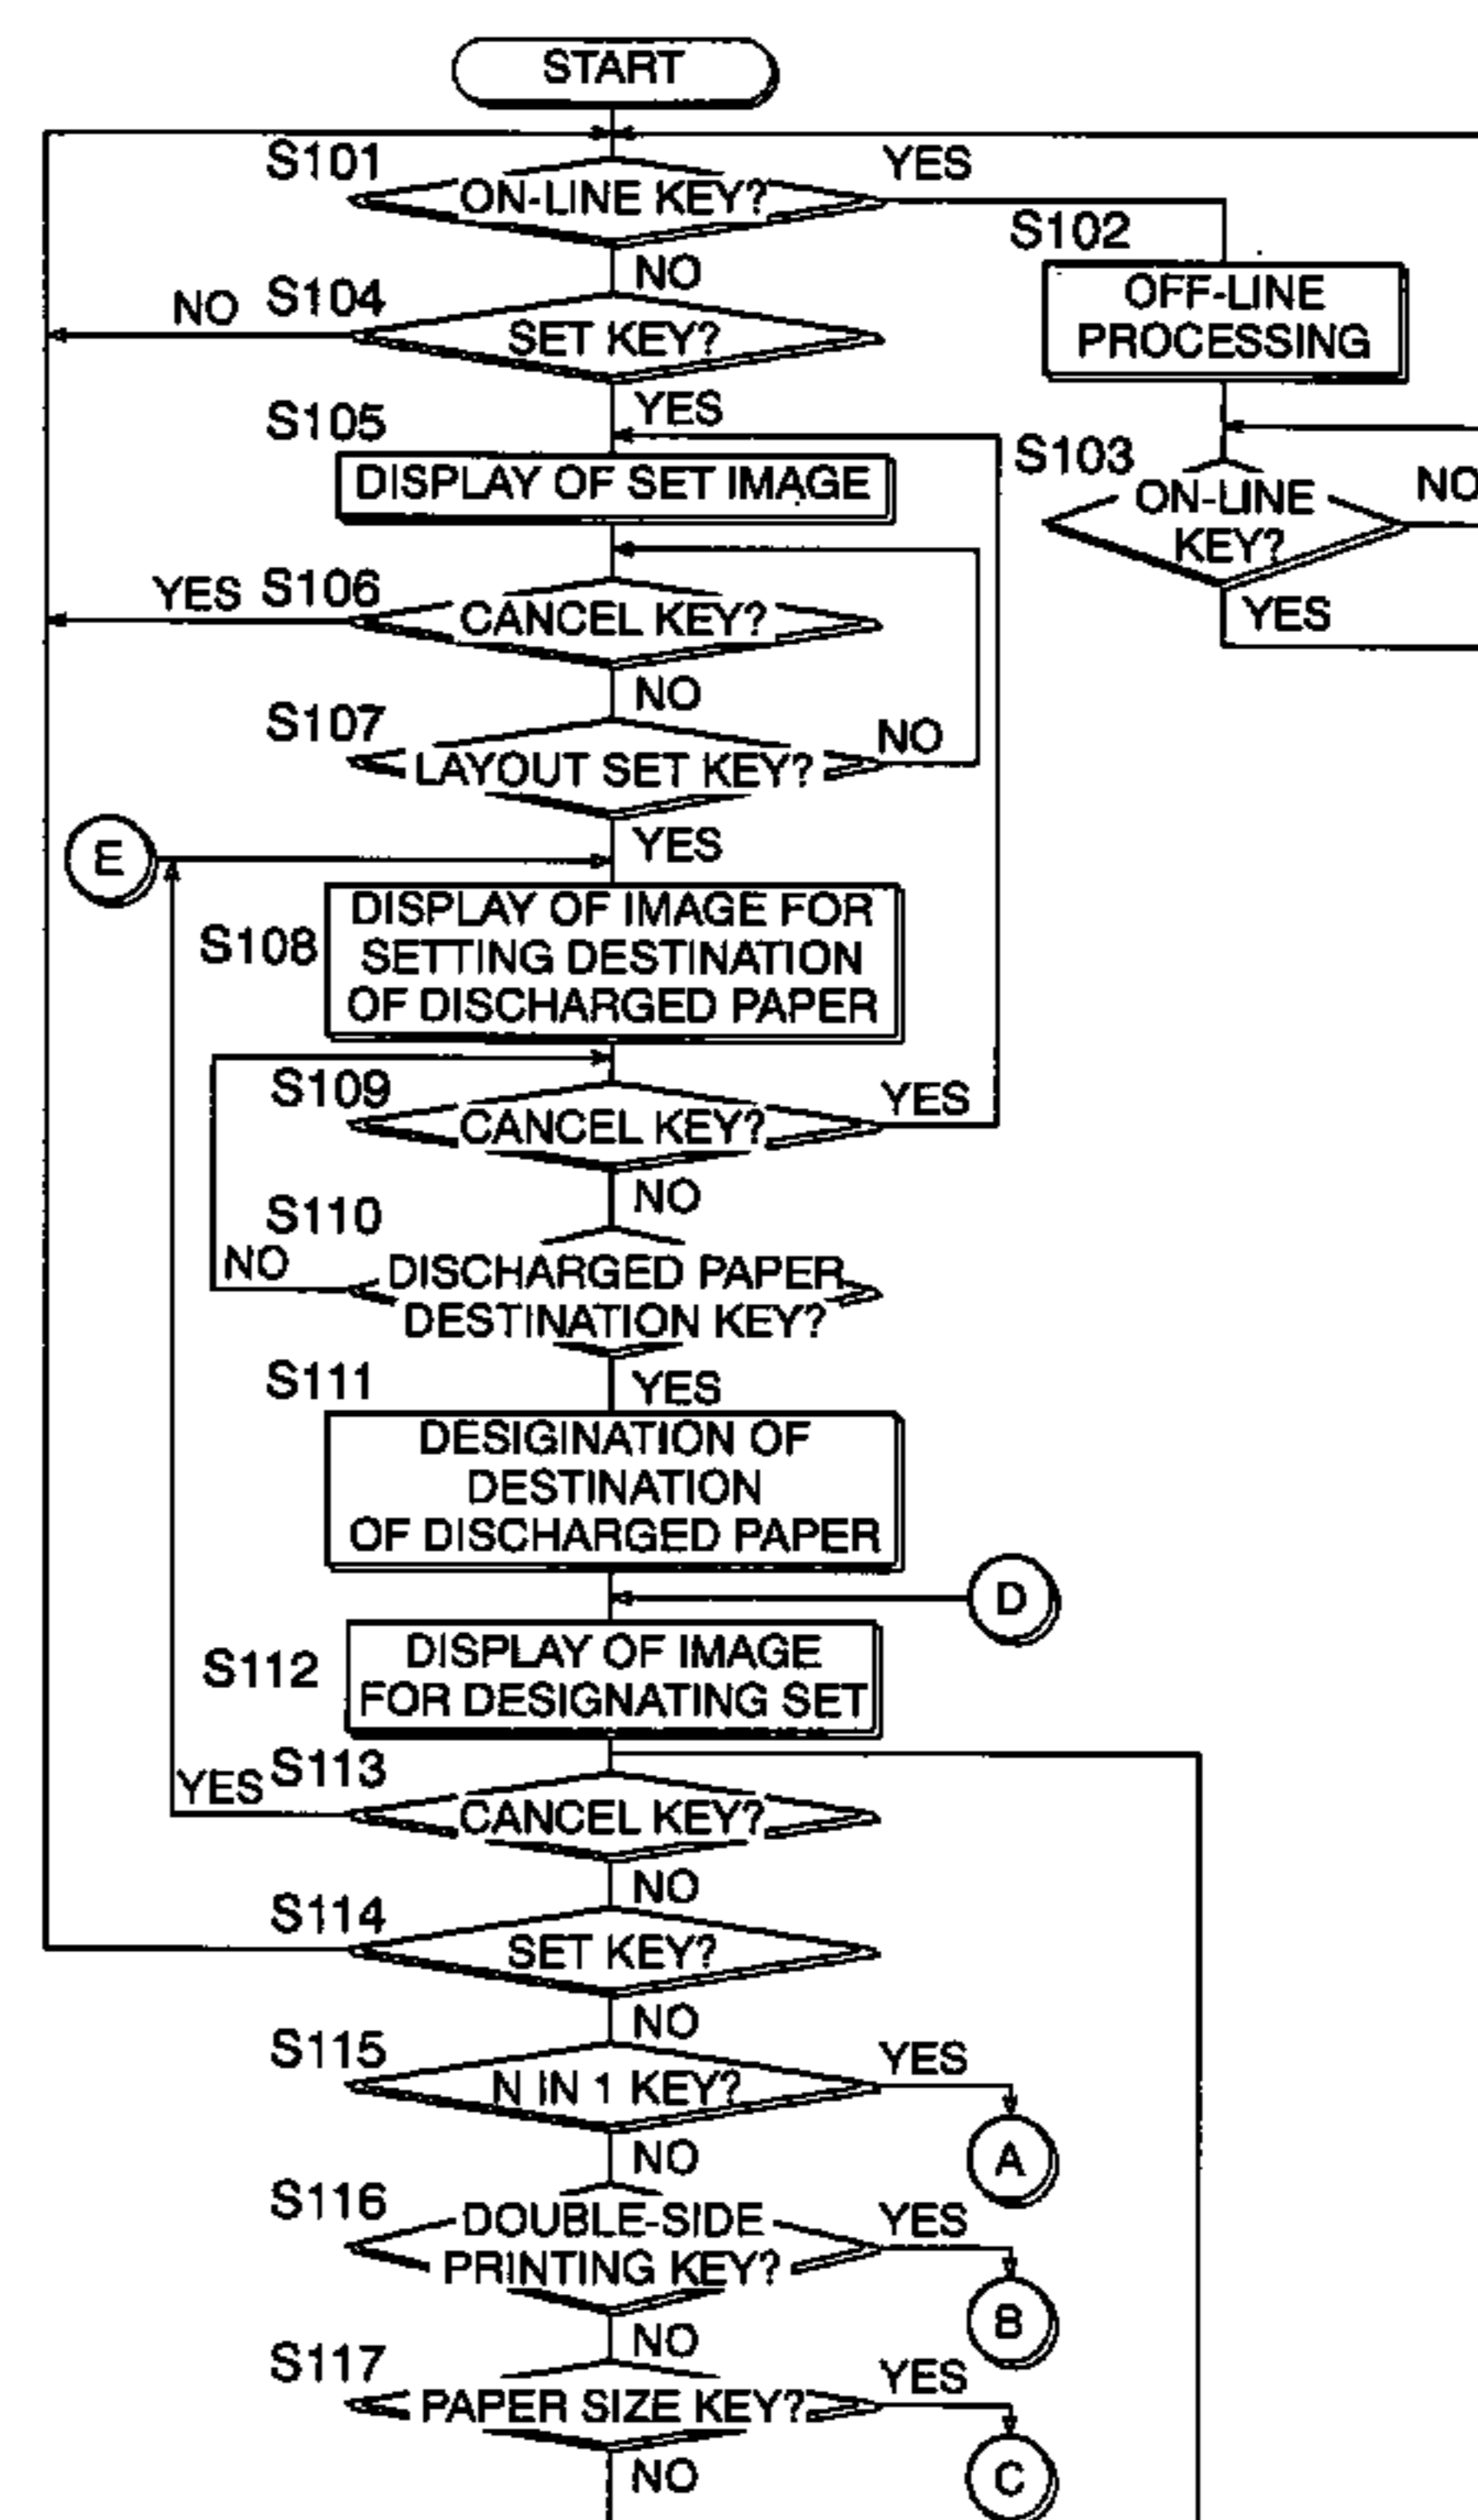 START
S101
ON-LINE KEY?
YES
S102
OFF-LINE
PROCESSING
NO
S104
NO
SET KEY?
YES
S103
ON-LINE
KEY?
NO
YES
S105
DISPLAY OF SET IMAGE
YES
S106
CANCEL KEY?
NO
S107
LAYOUT SET KEY?
NO
YES
E
S108
DISPLAY OF IMAGE FOR
SETTING DESTINATION
OF DISCHARGED PAPER
S109
CANCEL KEY?
YES
NO
S110
NO
DISCHARGED PAPER
DESTINATION KEY?
YES
S111
DESIGINATION OF
DESTINATION
OF DISCHARGED PAPER
D
S112
DISPLAY OF IMAGE
FOR DESIGNATING SET
S113
YES
CANCEL KEY?
NO
S114
SET KEY?
NO
S115
N IN 1 KEY?
YES
A
NO
S116
DOUBLE-SIDE
PRINTING KEY?
YES
B
NO
S117
PAPER SIZE KEY?
YES
C
NO